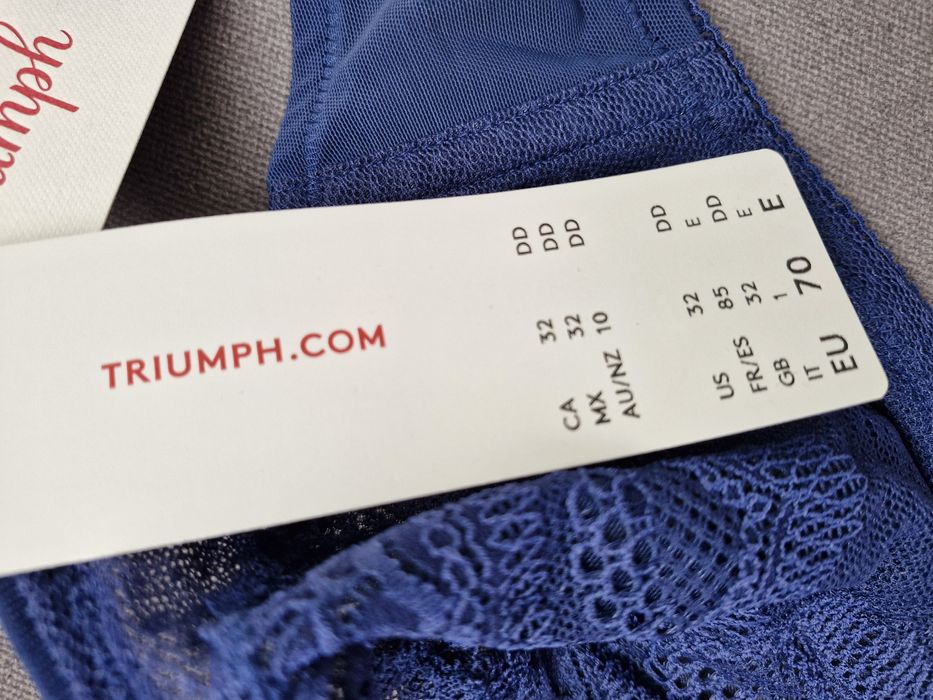 umph
TRIUMPH.COM
CA 32 DD
MX 32 DD
AU/NZ 10 DD
US 32 DD
FR/ES 85 E
GB 32 DD
IT 1 E
EU 70 E